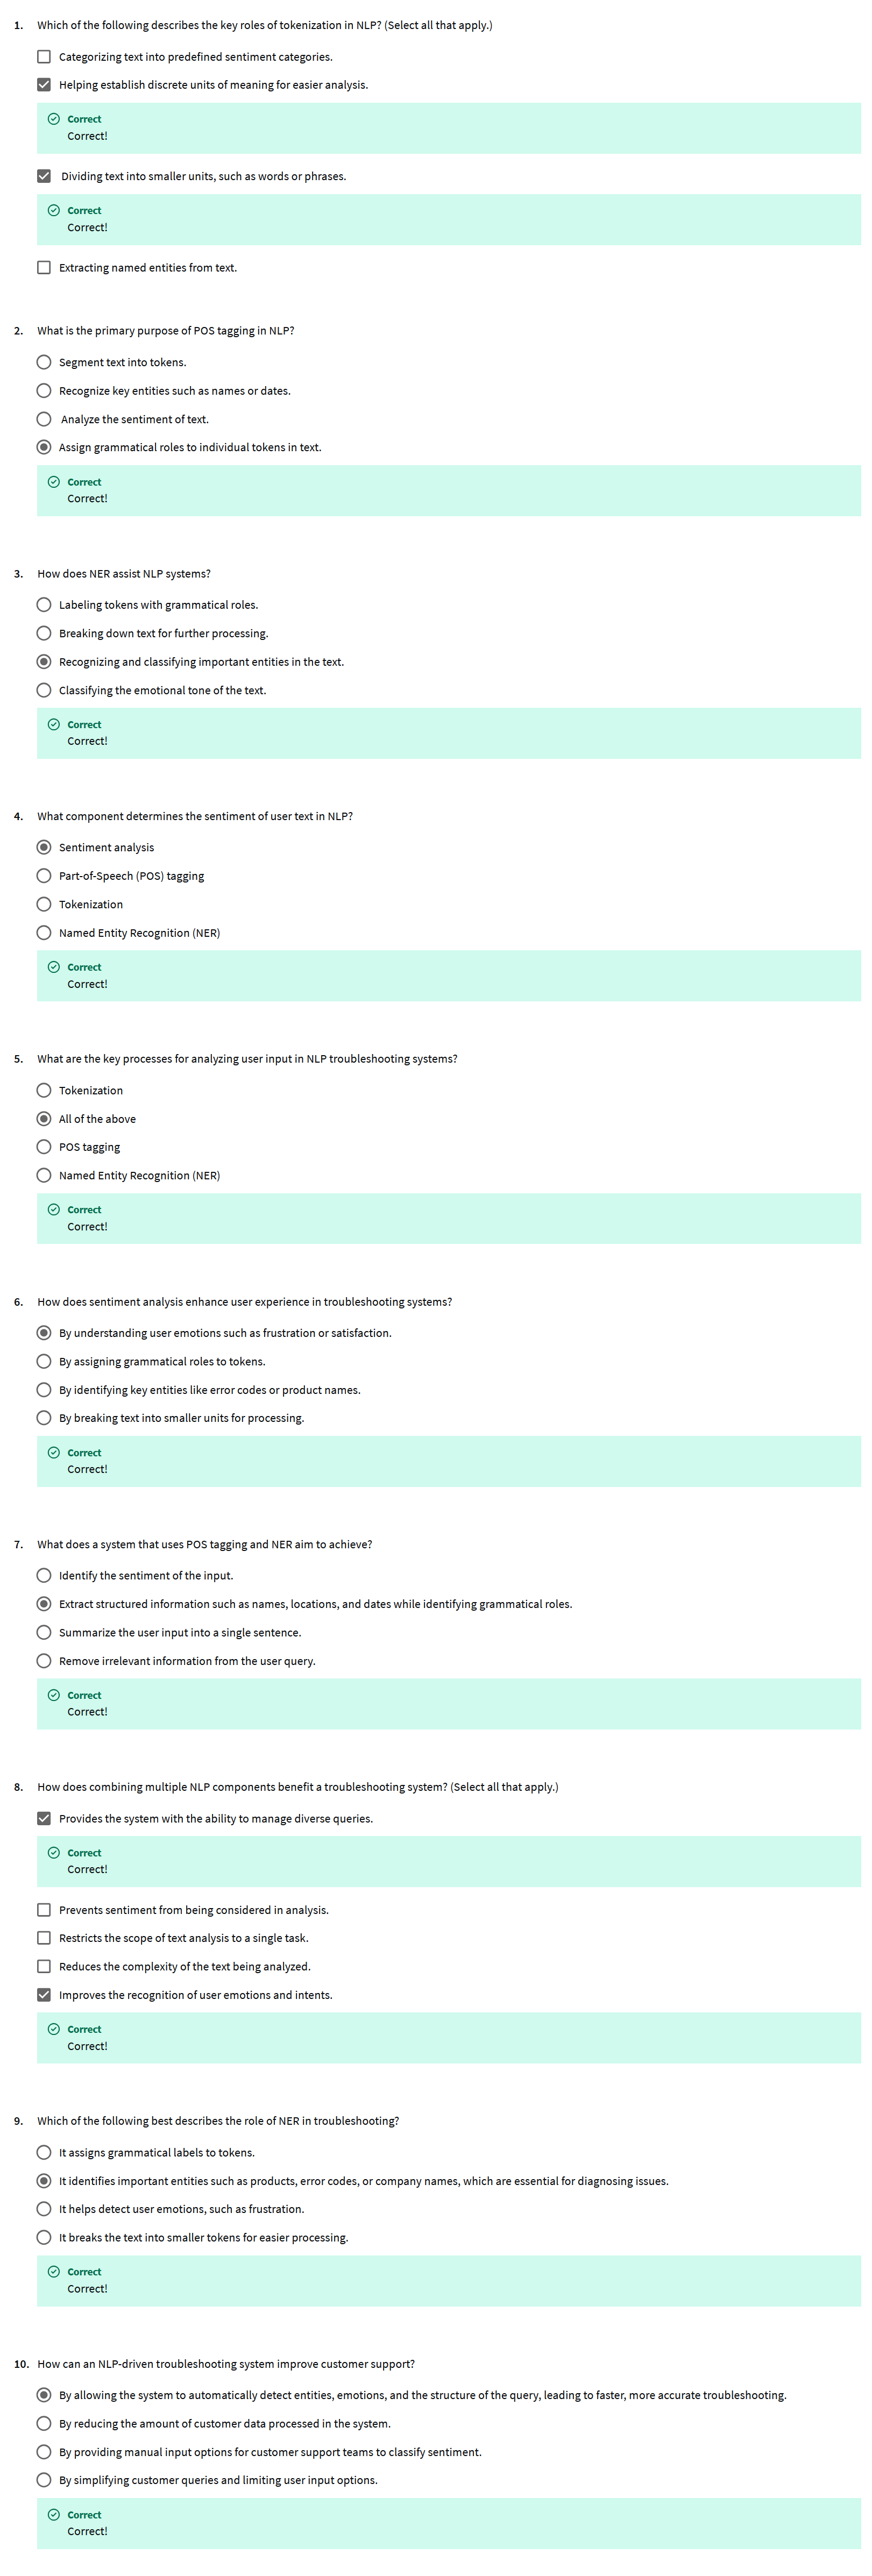 1. Which of the following describes the key roles of tokenization in NLP? (Select all that apply.)
Categorizing text into predefined sentiment categories.
Helping establish discrete units of meaning for easier analysis.
Correct
Correct!
Dividing text into smaller units, such as words or phrases.
Correct
Correct!
Extracting named entities from text.
2. What is the primary purpose of POS tagging in NLP?
Segment text into tokens.
Recognize key entities such as names or dates.
Analyze the sentiment of text.
Assign grammatical roles to individual tokens in text.
Correct
Correct!
3. How does NER assist NLP systems?
Labeling tokens with grammatical roles.
Breaking down text for further processing.
Recognizing and classifying important entities in the text.
Classifying the emotional tone of the text.
Correct
Correct!
4. What component determines the sentiment of user text in NLP?
Sentiment analysis
Part-of-Speech (POS) tagging
Tokenization
Named Entity Recognition (NER)
Correct
Correct!
5. What are the key processes for analyzing user input in NLP troubleshooting systems?
Tokenization
All of the above
POS tagging
Named Entity Recognition (NER)
Correct
Correct!
6. How does sentiment analysis enhance user experience in troubleshooting systems?
By understanding user emotions such as frustration or satisfaction.
By assigning grammatical roles to tokens.
By identifying key entities like error codes or product names.
By breaking text into smaller units for processing.
Correct
Correct!
7. What does a system that uses POS tagging and NER aim to achieve?
Identify the sentiment of the input.
Extract structured information such as names, locations, and dates while identifying grammatical roles.
Summarize the user input into a single sentence.
Remove irrelevant information from the user query.
Correct
Correct!
8. How does combining multiple NLP components benefit a troubleshooting system? (Select all that apply.)
Provides the system with the ability to manage diverse queries.
Correct
Correct!
Prevents sentiment from being considered in analysis.
Restricts the scope of text analysis to a single task.
Reduces the complexity of the text being analyzed.
Improves the recognition of user emotions and intents.
Correct
Correct!
9. Which of the following best describes the role of NER in troubleshooting?
It assigns grammatical labels to tokens.
It identifies important entities such as products, error codes, or company names, which are essential for diagnosing issues.
It helps detect user emotions, such as frustration.
It breaks the text into smaller tokens for easier processing.
Correct
Correct!
10. How can an NLP-driven troubleshooting system improve customer support?
By allowing the system to automatically detect entities, emotions, and the structure of the query, leading to faster, more accurate troubleshooting.
By reducing the amount of customer data processed in the system.
By providing manual input options for customer support teams to classify sentiment.
By simplifying customer queries and limiting user input options.
Correct
Correct!